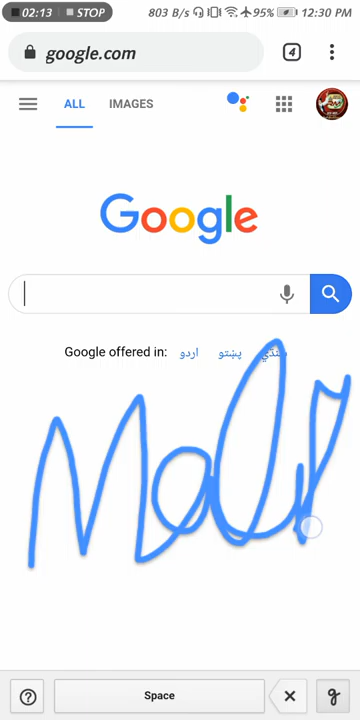 02:13 STOP 803 B/s 95% 12:30 PM
google.com 4
ALL IMAGES
Google
Google offered in: اردو پښتو سنڌي
Space